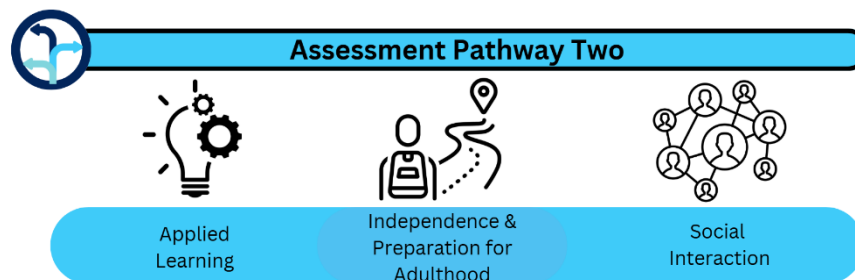 Assessment Pathway Two
Applied
Learning
Independence &
Preparation for
Adulthood
Social
Interaction